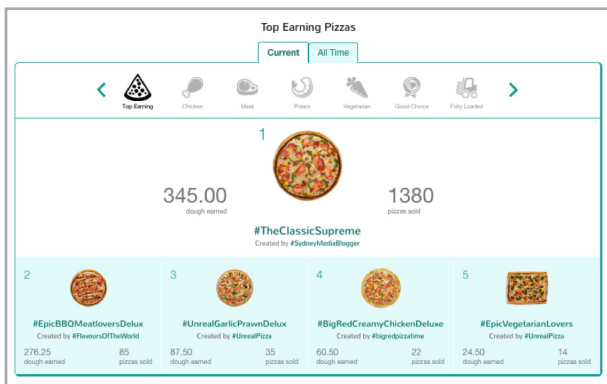 Top Earning Pizzas
Current
All Time
Top Earning
Chicken
Meat
Prawn
Vegetarian
Good Choice
Fully Loaded
1
345.00
dough earned
1380
pizzas sold
#TheClassicSupreme
Created by #SydneyMediaBlogger
2
#EpicBBQMeatloversDelux
Created by #FlavoursOfTheWorld
276.25
dough earned
85
pizzas sold
3
#UnrealGarlicPrawnDelux
Created by #UnrealPizza
87.50
dough earned
35
pizzas sold
4
#BigRedCreamyChickenDeluxe
Created by #bigredpizzatime
60.50
dough earned
22
pizzas sold
5
#EpicVegetarianLovers
Created by #UnrealPizza
24.50
dough earned
14
pizzas sold